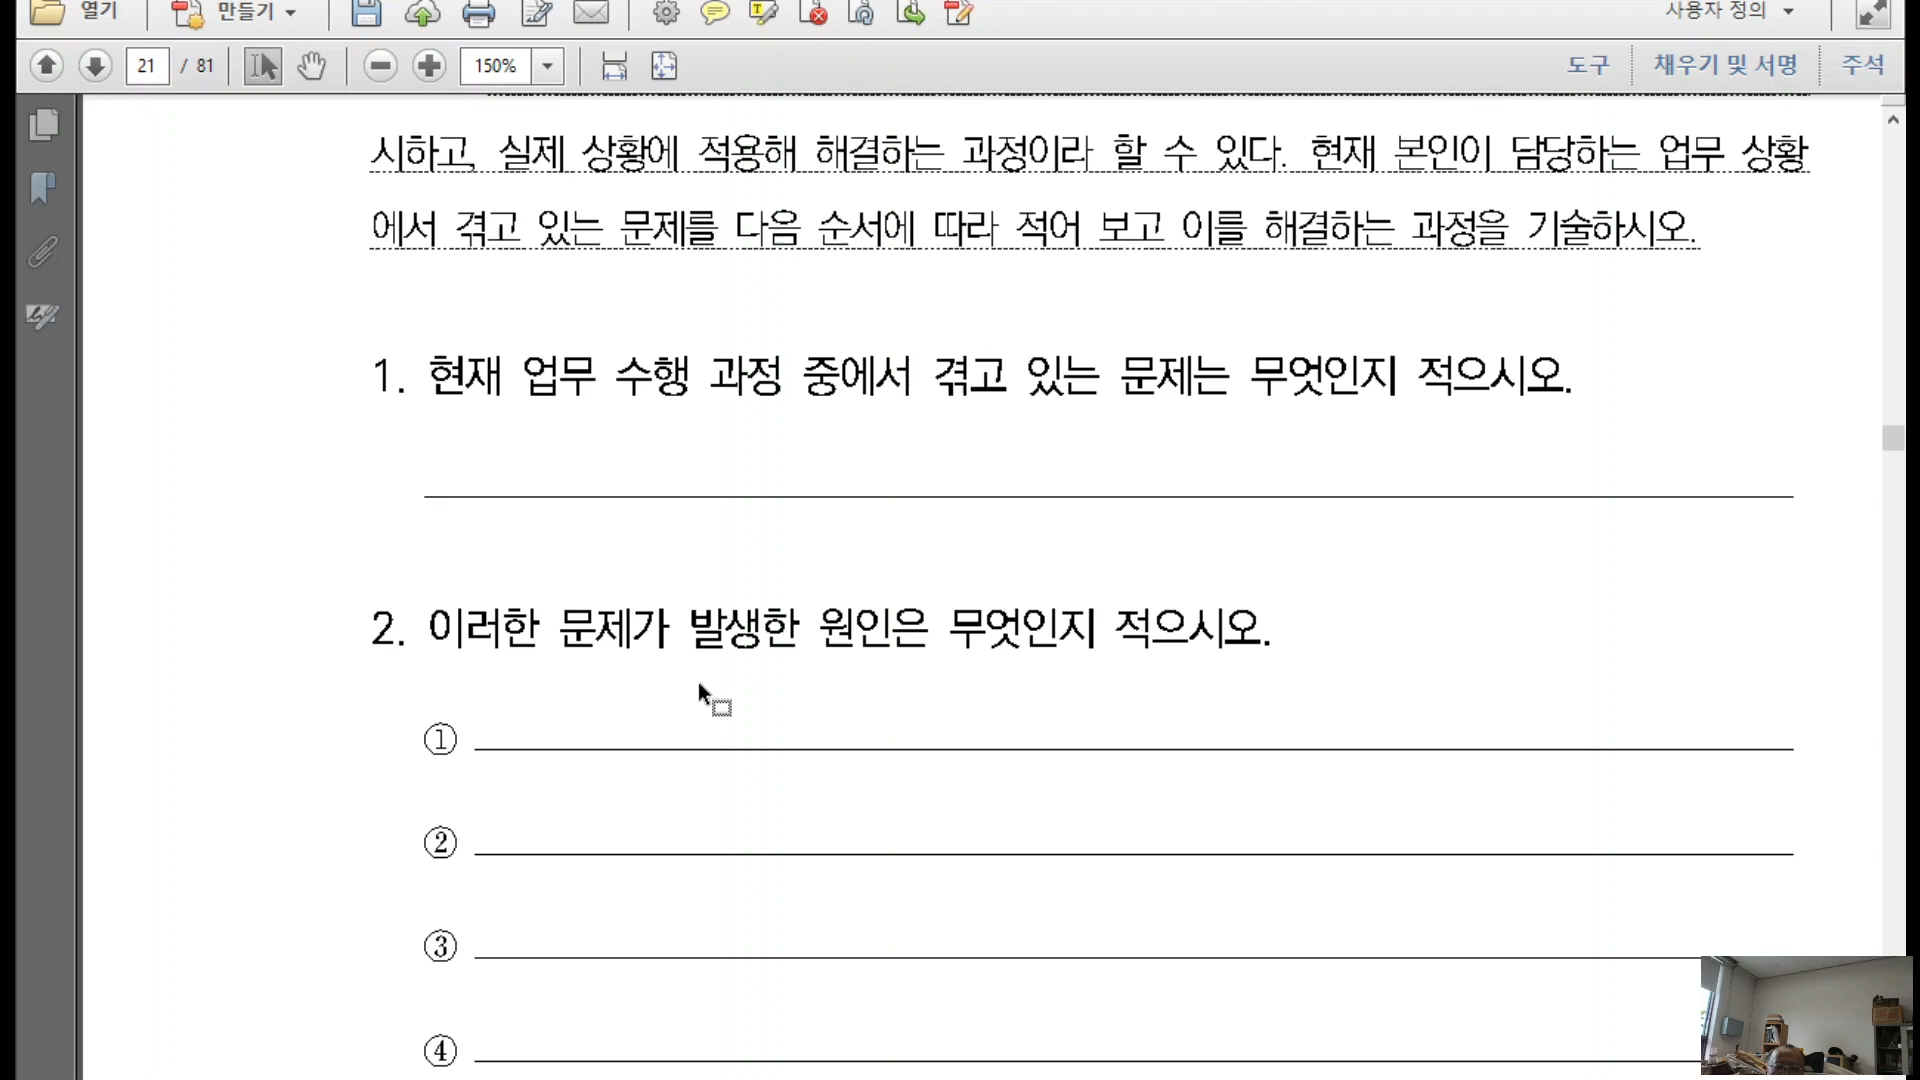 열기 만들기 사용자 정의
21 / 81 150% 도구 채우기 및 서명 주석
시하고, 실제 상황에 적용해 해결하는 과정이라 할 수 있다. 현재 본인이 담당하는 업무 상황
에서 겪고 있는 문제를 다음 순서에 따라 적어 보고 이를 해결하는 과정을 기술하시오.
1. 현재 업무 수행 과정 중에서 겪고 있는 문제는 무엇인지 적으시오.
2. 이러한 문제가 발생한 원인은 무엇인지 적으시오.
①
②
③
④